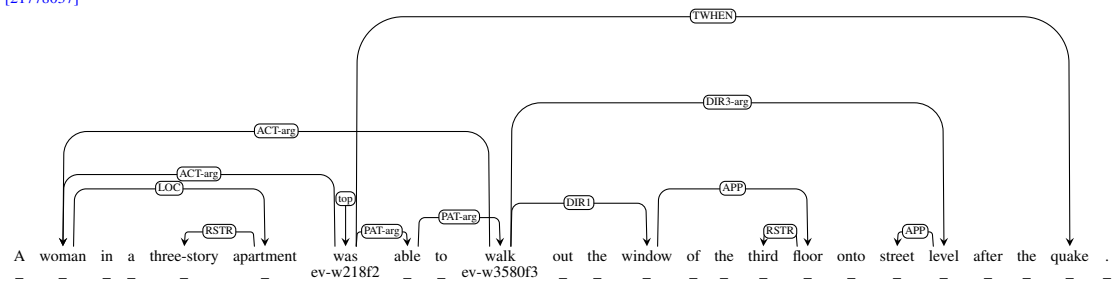 TWHEN
DIR3-arg
ACT-arg
ACT-arg
LOC
top
APP
DIR1
PAT-arg
RSTR PAT-arg RSTR APP
A woman in a three-story apartment was able to walk out the window of the third floor onto street level after the quake .
_ _ _ _ _ _ ev-w218f2 _ _ ev-w3580f3 _ _ _ _ _ _ _ _ _ _ _ _ _ _